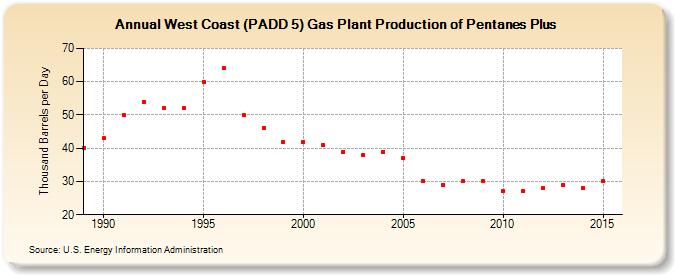 Annual West Coast (PADD 5) Gas Plant Production of Pentanes Plus
Thousand Barrels per Day
70
60
50
40
30
20
1990 1995 2000 2005 2010 2015
Source: U.S. Energy Information Administration